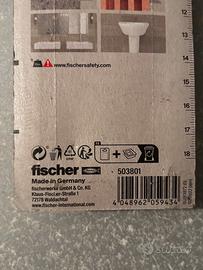 www.fischersafety.com
12
13
14
15
16
17
18
fischer
Made in Germany
fischerwerke GmbH & Co. KG
Klaus-Fischer-Straße 1
72178 Waldachtal
www.fischer-international.com
503801
4 048962 059434
subito